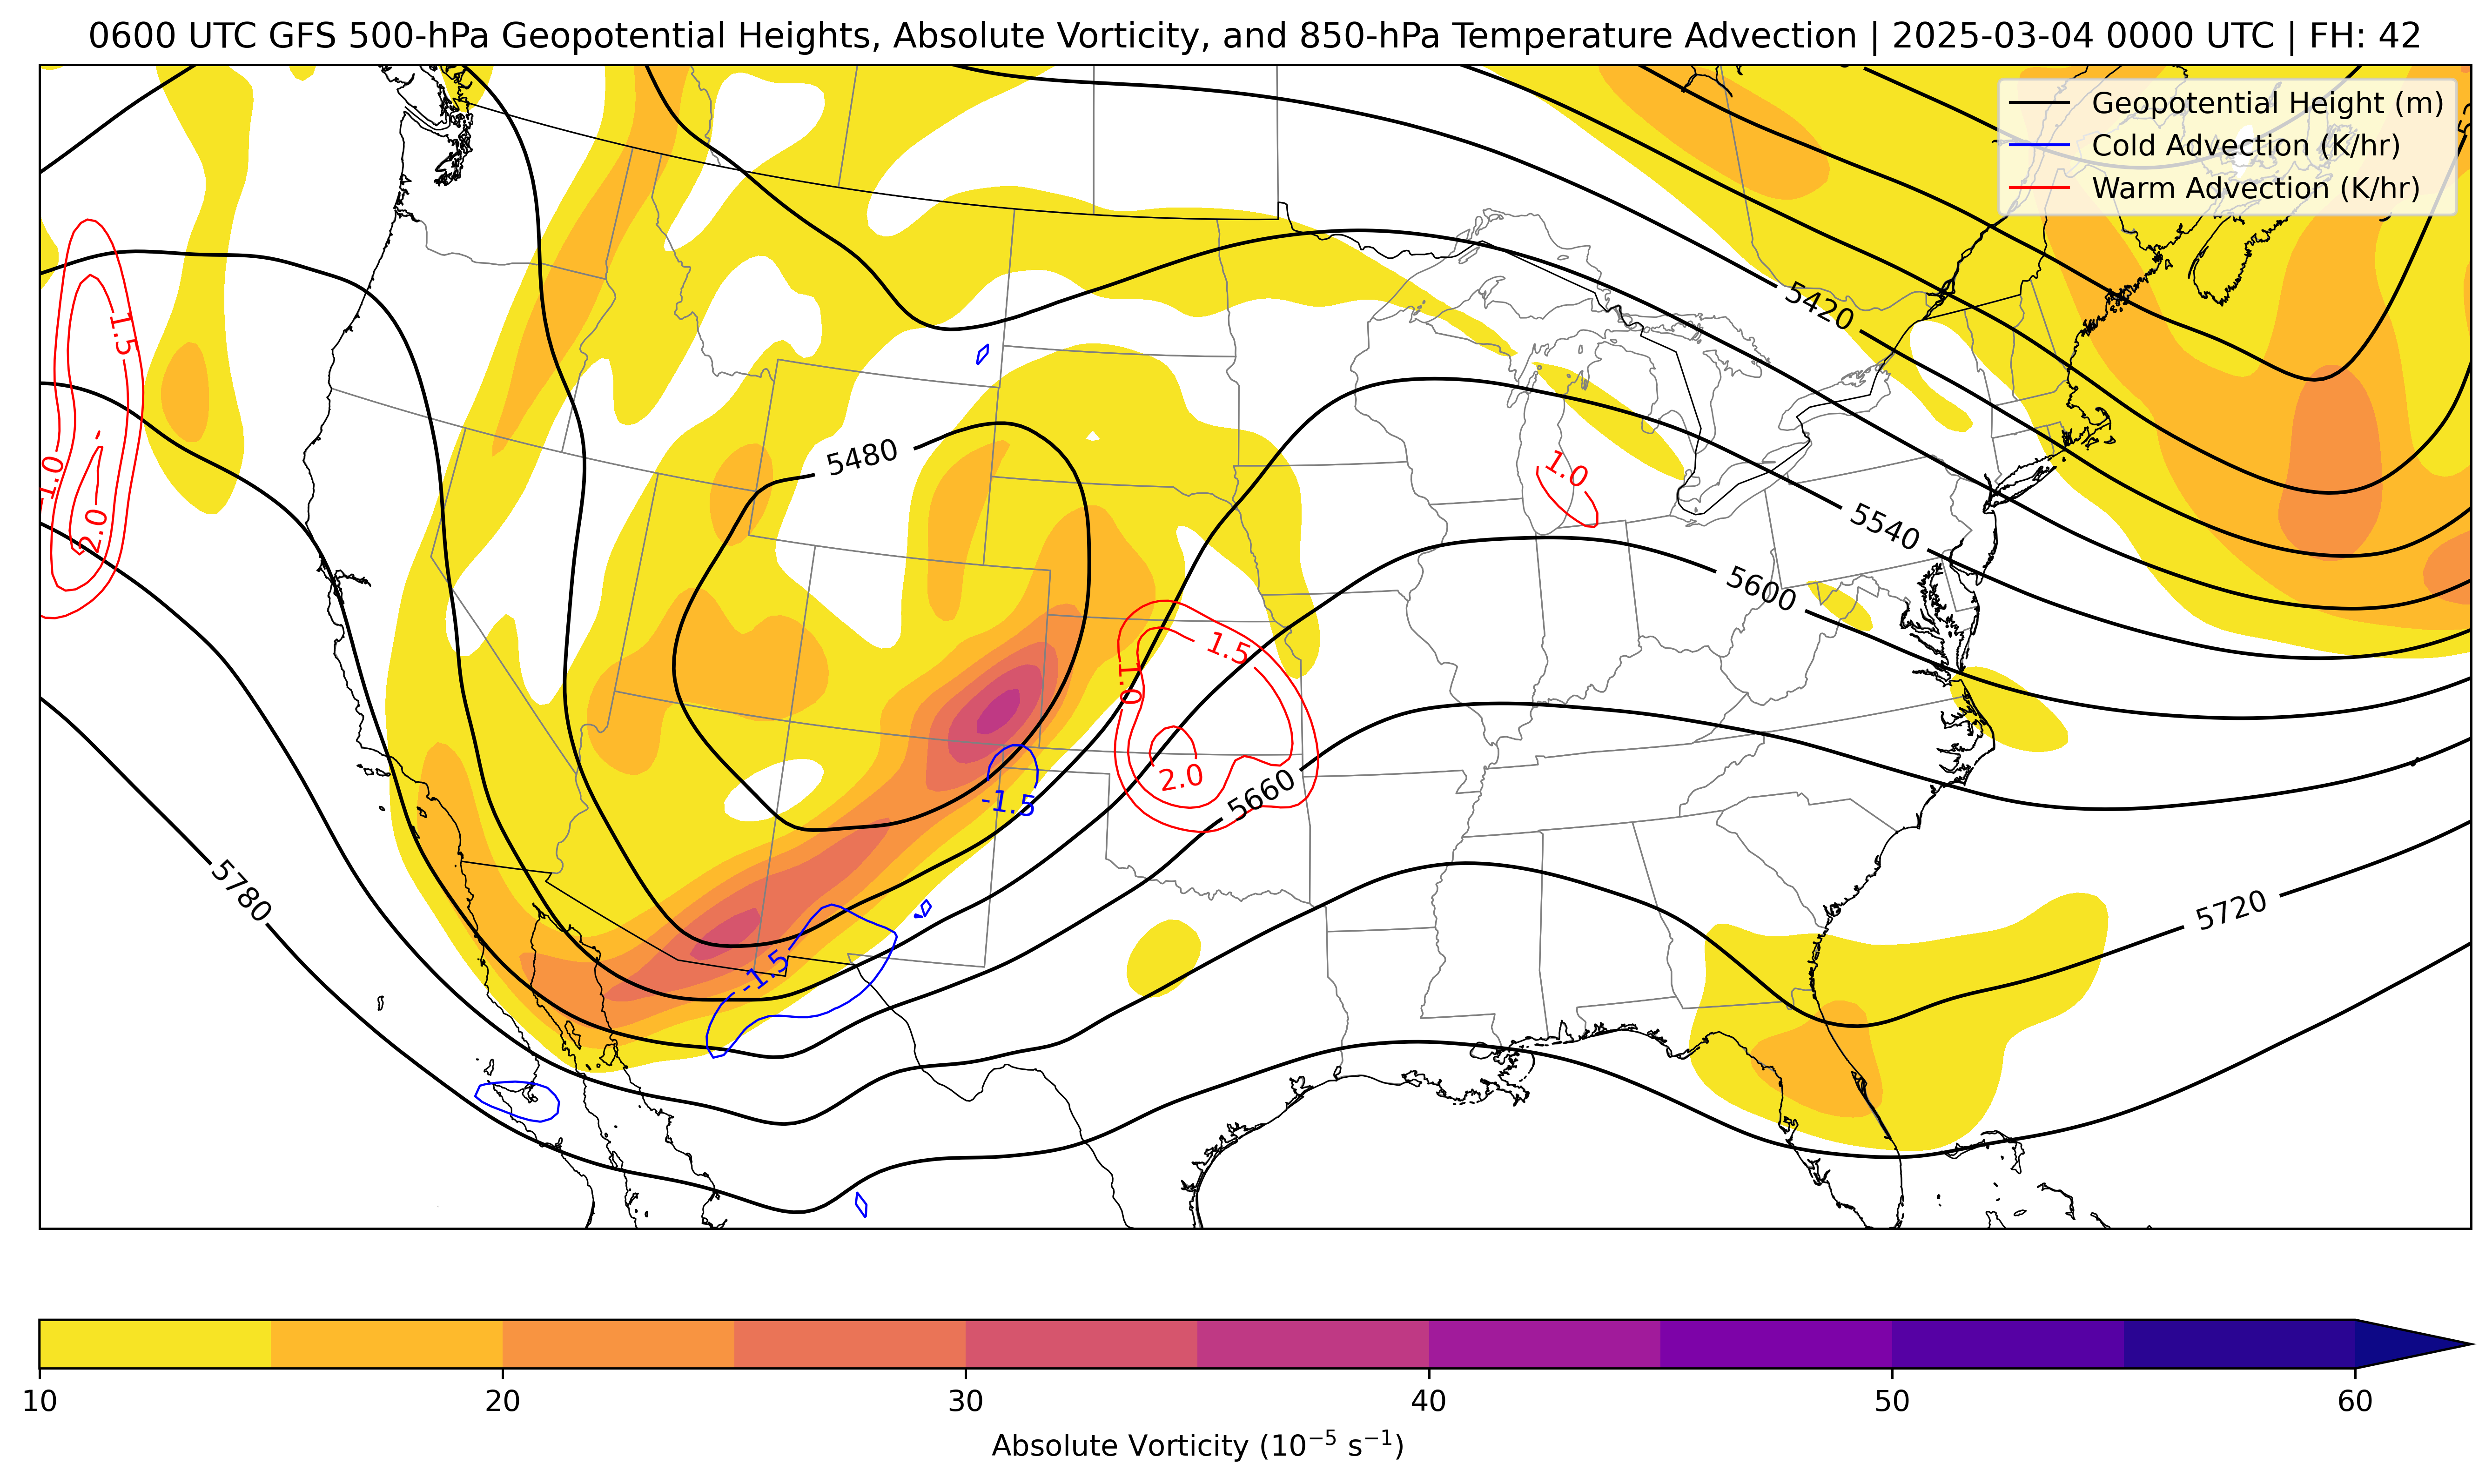 0600 UTC GFS 500-hPa Geopotential Heights, Absolute Vorticity, and 850-hPa Temperature Advection | 2025-03-04 0000 UTC | FH: 42
Geopotential Height (m)
Cold Advection (K/hr)
Warm Advection (K/hr)
5420
1.5
5480
1.0
1.0
2.0
5540
5600
1.5
1.0
2.0
-1.5
5660
5780
5720
-1.5
10 20 30 40 50 60
Absolute Vorticity (10⁻⁵ s⁻¹)